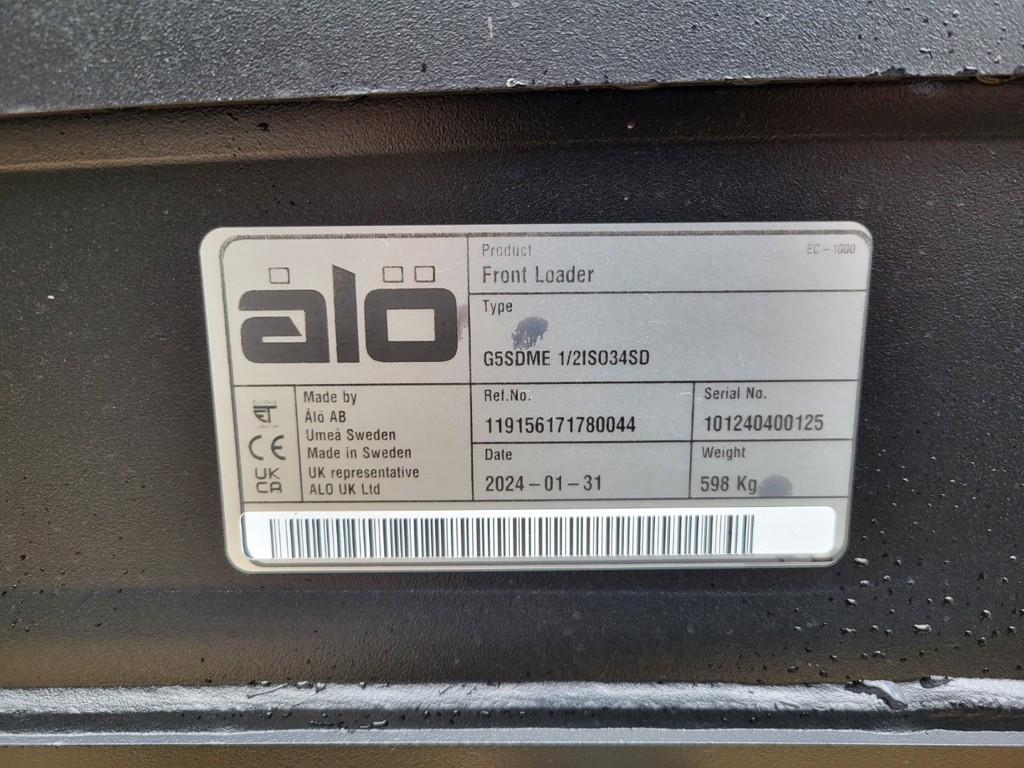 ålö
Product
EC-1000
Front Loader
Type
G5SDME 1/2ISO34SD
Made by
Ålö AB
Umeå Sweden
Made in Sweden
UK representative
ALO UK Ltd
CE
UK
CA
Ref.No.
119156171780044
Serial No.
101240400125
Date
2024-01-31
Weight
598 Kg